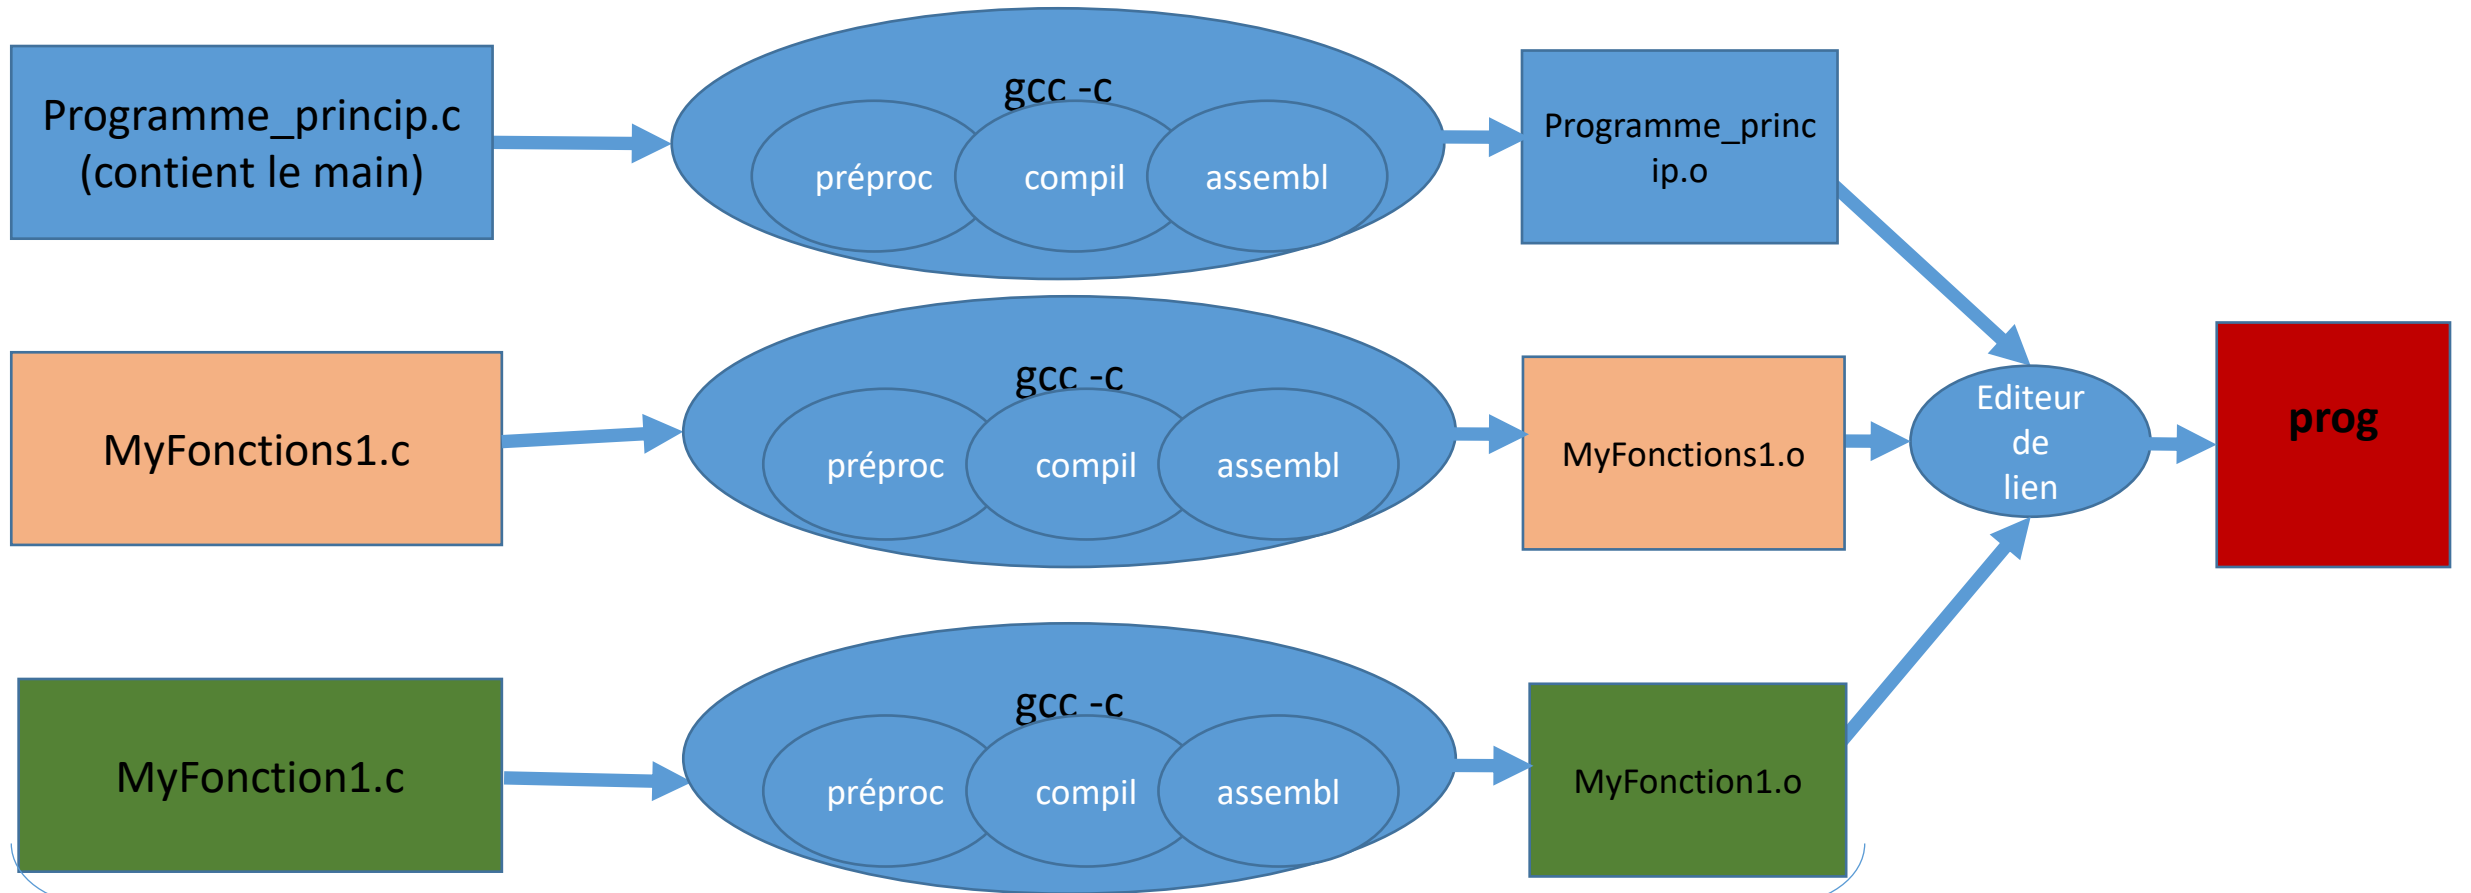 Programme_princip.c
(contient le main)
gcc -c
préproc
compil
assembl
Programme_princ
ip.o
MyFonctions1.c
gcc -c
préproc
compil
assembl
MyFonctions1.o
Editeur
de
lien
prog
MyFonction1.c
gcc -c
préproc
compil
assembl
MyFonction1.o